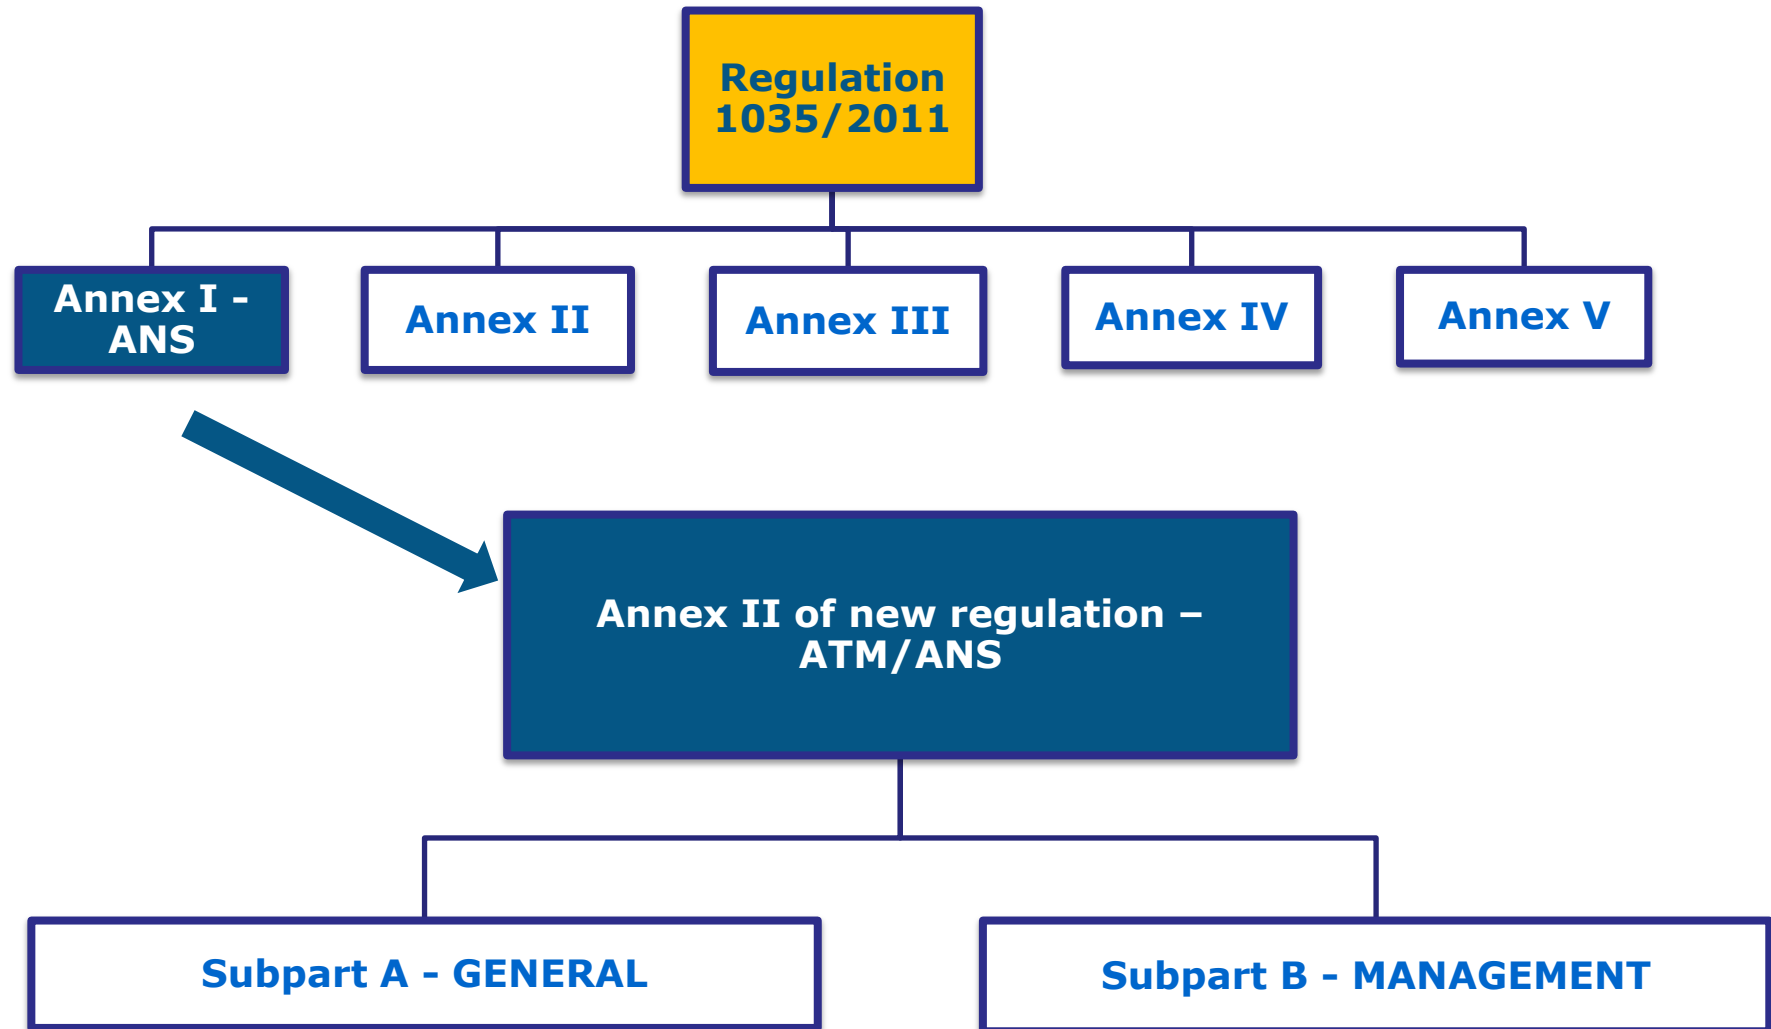 Regulation
1035/2011
Annex I –
ANS
Annex II
Annex III
Annex IV
Annex V
Annex II of new regulation –
ATM/ANS
Subpart A – GENERAL
Subpart B – MANAGEMENT